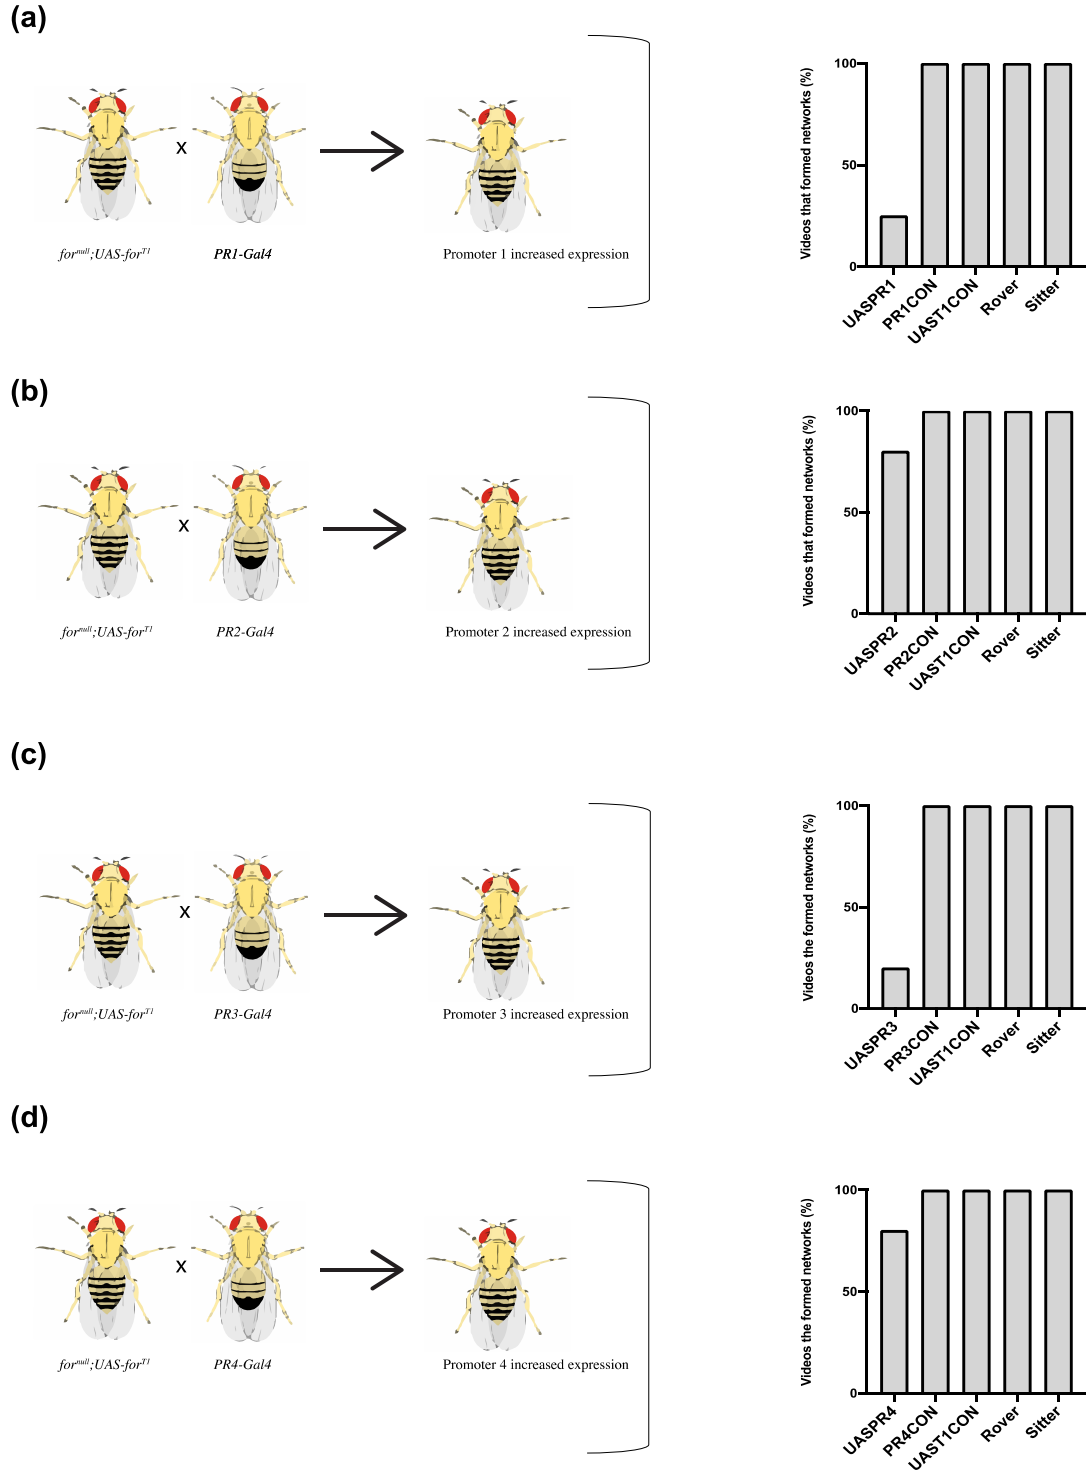 (a)
x
for^null;UAS-for^T1
PR1-Gal4
Promoter 1 increased expression
Videos that formed networks (%)
100
50
0
UASPR1
PR1CON
UAST1CON
Rover
Sitter
(b)
x
for^null;UAS-for^T1
PR2-Gal4
Promoter 2 increased expression
Videos that formed networks (%)
100
50
0
UASPR2
PR2CON
UAST1CON
Rover
Sitter
(c)
x
for^null;UAS-for^T1
PR3-Gal4
Promoter 3 increased expression
Videos the formed networks (%)
100
50
0
UASPR3
PR3CON
UAST1CON
Rover
Sitter
(d)
x
for^null;UAS-for^T1
PR4-Gal4
Promoter 4 increased expression
Videos the formed networks (%)
100
50
0
UASPR4
PR4CON
UAST1CON
Rover
Sitter